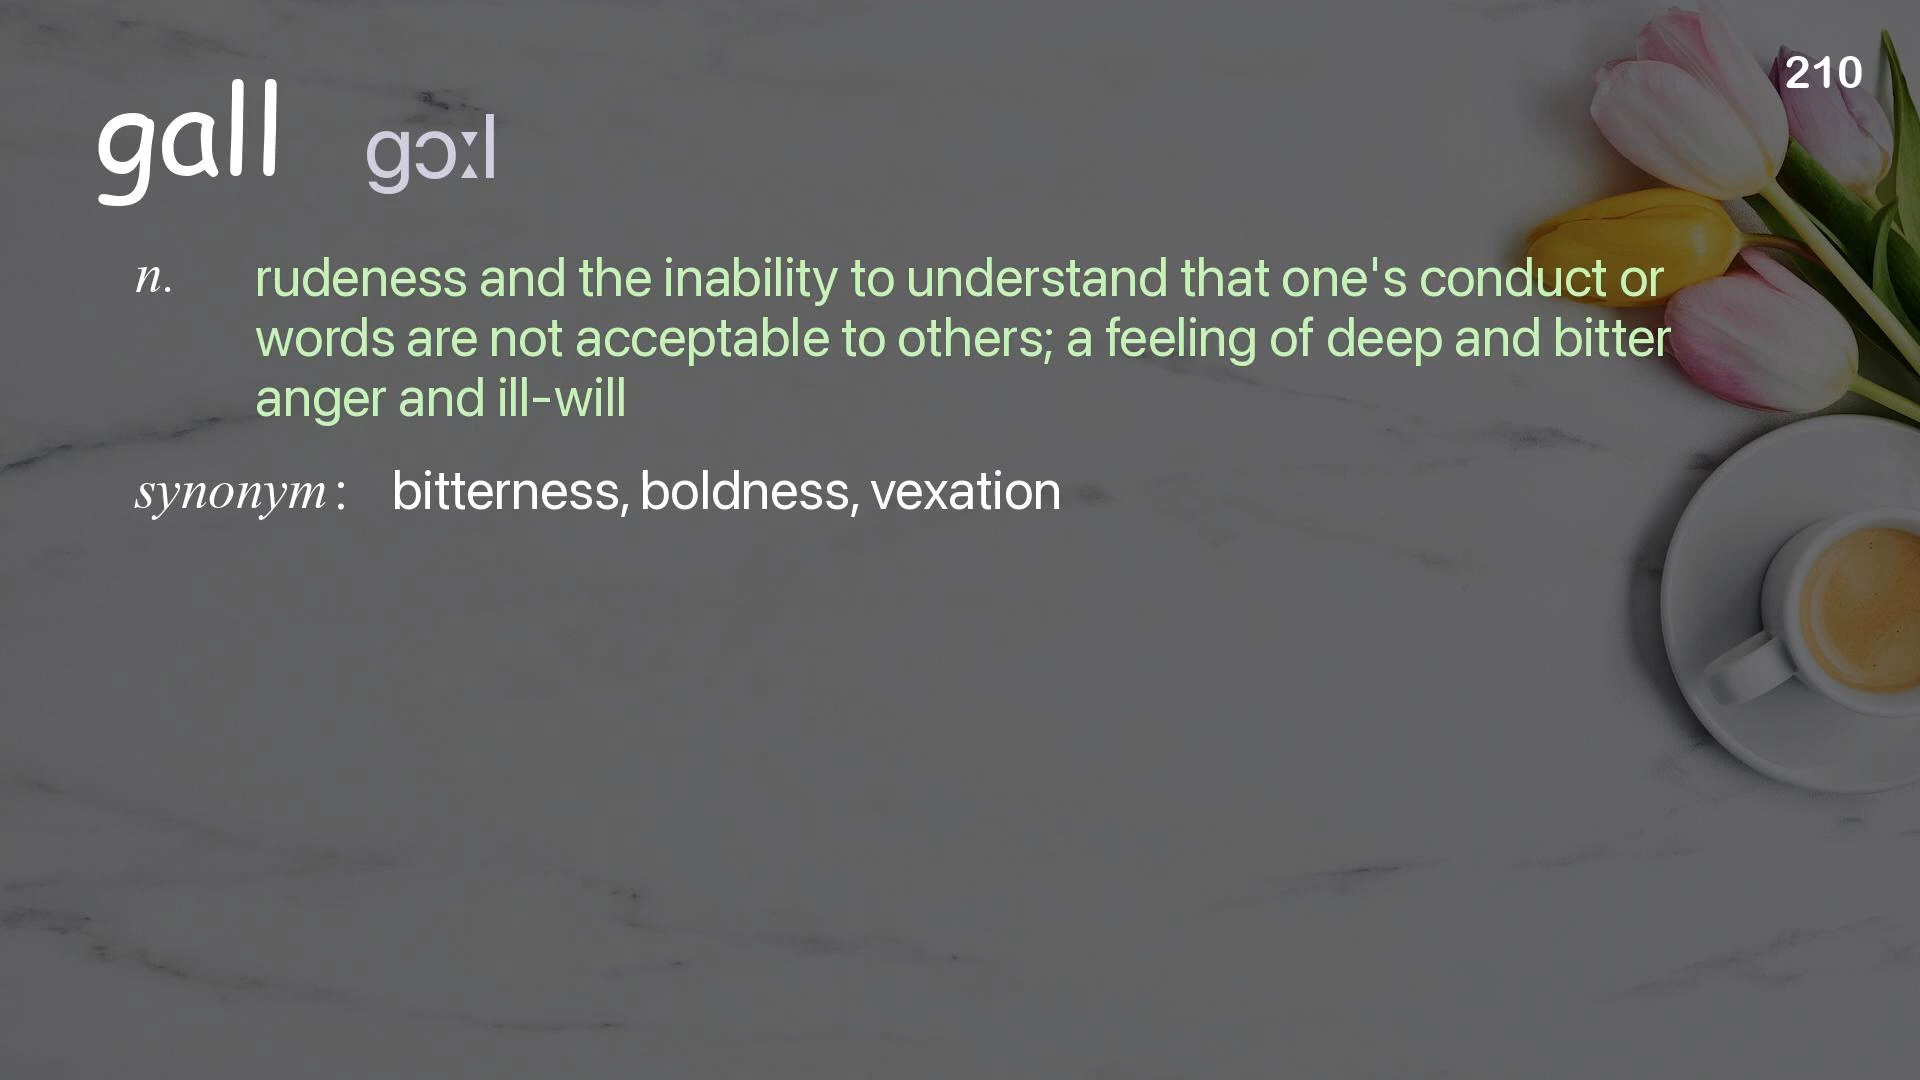 210
gall gɔːl
n. rudeness and the inability to understand that one's conduct or
words are not acceptable to others; a feeling of deep and bitter
anger and ill-will
synonym: bitterness, boldness, vexation